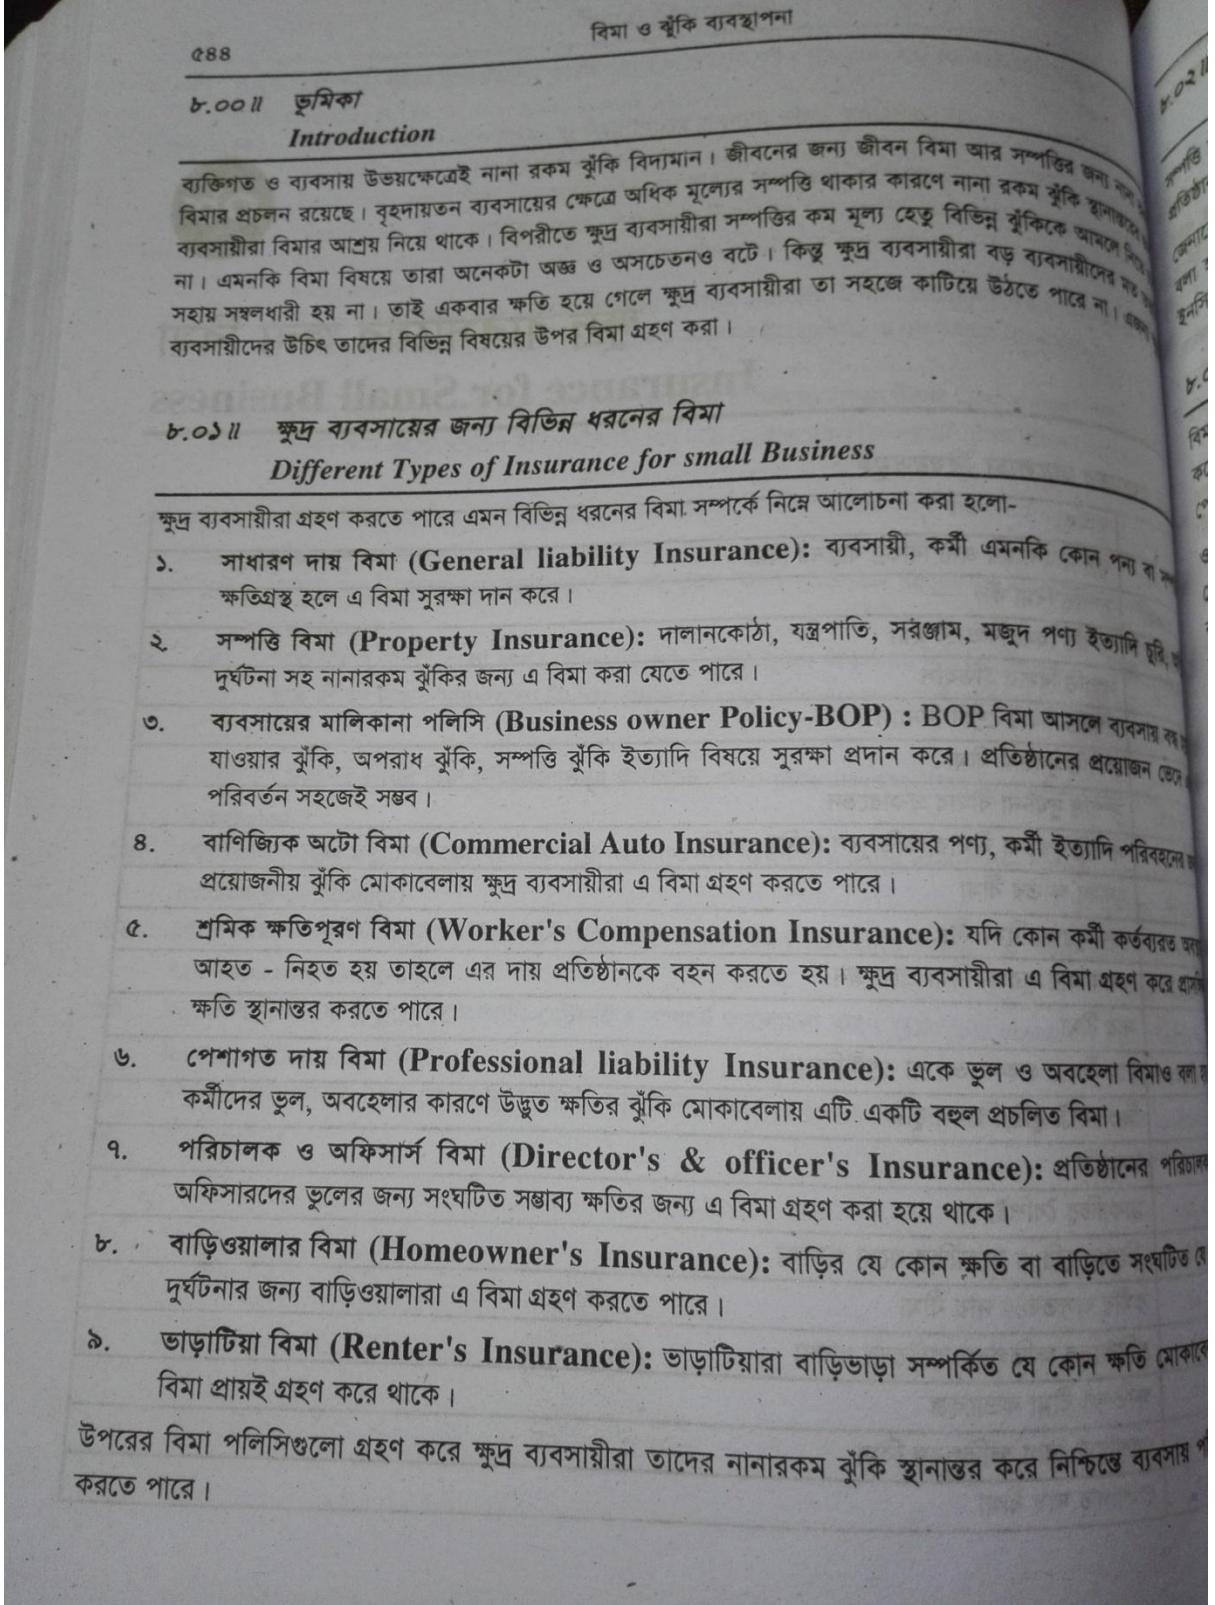 বিমা ও ঝুঁকি ব্যবস্থাপনা
৫৪৪
৮.০০॥ ভূমিকা
Introduction
ব্যক্তিগত ও ব্যবসায় উভয়ক্ষেত্রেই নানা রকম ঝুঁকি বিদ্যমান। জীবনের জন্য জীবন বিমা আর সম্পত্তির জন্য নানা
বিমার প্রচলন রয়েছে। বৃহদায়তন ব্যবসায়ের ক্ষেত্রে অধিক মূল্যের সম্পত্তি থাকার কারণে নানা রকম ঝুঁকি
ব্যবসায়ীরা বিমার আশ্রয় নিয়ে থাকে। বিপরীতে ক্ষুদ্র ব্যবসায়ীরা সম্পত্তির কম মূল্য হেতু বিভিন্ন ঝুঁকিকে আমলে
না। এমনকি বিমা বিষয়ে তারা অনেকটা অজ্ঞ ও অসচেতনও বটে। কিন্তু ক্ষুদ্র ব্যবসায়ীরা বড় ব্যবসায়ীদের মত
সহায় সম্বলধারী হয় না। তাই একবার ক্ষতি হয়ে গেলে ক্ষুদ্র ব্যবসায়ীরা তা সহজে কাটিয়ে উঠতে পারে না।
ব্যবসায়ীদের উচিৎ তাদের বিভিন্ন বিষয়ের উপর বিমা গ্রহণ করা।
৮.০১॥ ক্ষুদ্র ব্যবসায়ের জন্য বিভিন্ন ধরনের বিমা
Different Types of Insurance for small Business
ক্ষুদ্র ব্যবসায়ীরা গ্রহণ করতে পারে এমন বিভিন্ন ধরনের বিমা সম্পর্কে নিম্নে আলোচনা করা হলো-
১. সাধারণ দায় বিমা (General liability Insurance): ব্যবসায়ী, কর্মী এমনকি কোন পন্য বা
ক্ষতিগ্রস্থ হলে এ বিমা সুরক্ষা দান করে।
২. সম্পত্তি বিমা (Property Insurance): দালানকোঠা, যন্ত্রপাতি, সরঞ্জাম, মজুদ পণ্য ইত্যাদি চুরি,
দুর্ঘটনা সহ নানারকম ঝুঁকির জন্য এ বিমা করা যেতে পারে।
৩. ব্যবসায়ের মালিকানা পলিসি (Business owner Policy-BOP) : BOP বিমা আসলে ব্যবসায় বন্ধ
যাওয়ার ঝুঁকি, অপরাধ ঝুঁকি, সম্পত্তি ঝুঁকি ইত্যাদি বিষয়ে সুরক্ষা প্রদান করে। প্রতিষ্ঠানের প্রয়োজন ভেদে
পরিবর্তন সহজেই সম্ভব।
৪. বাণিজ্যিক অটো বিমা (Commercial Auto Insurance): ব্যবসায়ের পণ্য, কর্মী ইত্যাদি পরিবহনের
প্রয়োজনীয় ঝুঁকি মোকাবেলায় ক্ষুদ্র ব্যবসায়ীরা এ বিমা গ্রহণ করতে পারে।
৫. শ্রমিক ক্ষতিপূরণ বিমা (Worker's Compensation Insurance): যদি কোন কর্মী কর্তব্যরত
আহত - নিহত হয় তাহলে এর দায় প্রতিষ্ঠানকে বহন করতে হয়। ক্ষুদ্র ব্যবসায়ীরা এ বিমা গ্রহণ করে
ক্ষতি স্থানান্তর করতে পারে।
৬. পেশাগত দায় বিমা (Professional liability Insurance): একে ভুল ও অবহেলা বিমাও বলা
কর্মীদের ভুল, অবহেলার কারণে উদ্ভূত ক্ষতির ঝুঁকি মোকাবেলায় এটি একটি বহুল প্রচলিত বিমা।
৭. পরিচালক ও অফিসার্স বিমা (Director's & officer's Insurance): প্রতিষ্ঠানের পরিচালক
অফিসারদের ভুলের জন্য সংঘটিত সম্ভাব্য ক্ষতির জন্য এ বিমা গ্রহণ করা হয়ে থাকে।
৮. বাড়িওয়ালার বিমা (Homeowner's Insurance): বাড়ির যে কোন ক্ষতি বা বাড়িতে সংঘটিত যে
দুর্ঘটনার জন্য বাড়িওয়ালারা এ বিমা গ্রহণ করতে পারে।
৯. ভাড়াটিয়া বিমা (Renter's Insurance): ভাড়াটিয়ারা বাড়িভাড়া সম্পর্কিত যে কোন ক্ষতি
বিমা প্রায়ই গ্রহণ করে থাকে।
উপরের বিমা পলিসিগুলো গ্রহণ করে ক্ষুদ্র ব্যবসায়ীরা তাদের নানারকম ঝুঁকি স্থানান্তর করে নিশ্চিন্তে ব্যবসায়
করতে পারে।